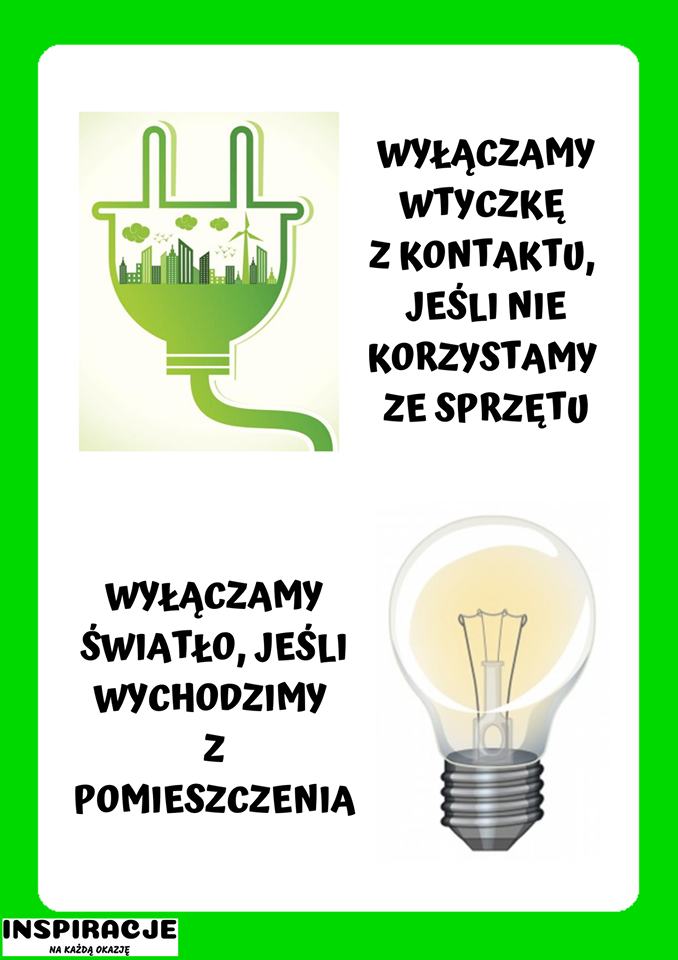 WYŁĄCZAMY
WTYCZKĘ
Z KONTAKTU,
JEŚLI NIE
KORZYSTAMY
ZE SPRZĘTU
WYŁĄCZAMY
ŚWIATŁO, JEŚLI
WYCHODZIMY
Z
POMIESZCZENIA
INSPIRACJE
NA KAŻDĄ OKAZJĘ